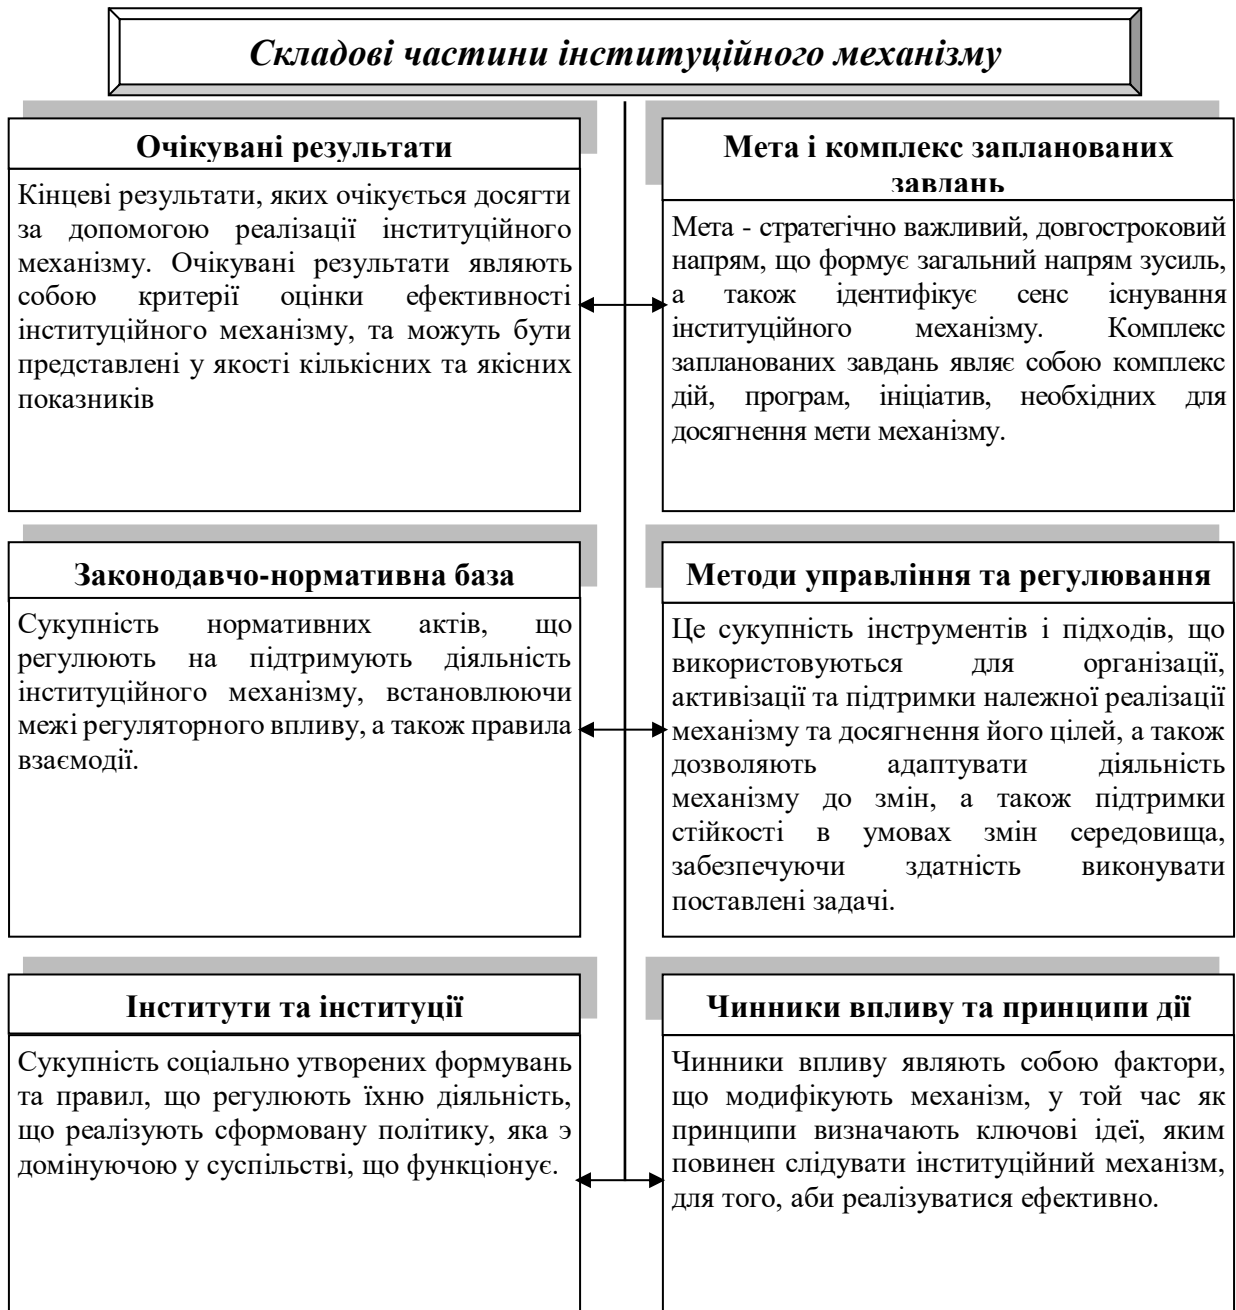 Складові частини інституційного механізму
Очікувані результати
Кінцеві результати, яких очікується досягти
за допомогою реалізації інституційного
механізму. Очікувані результати являють
собою критерії оцінки ефективності
інституційного механізму, та можуть бути
представлені у якості кількісних та якісних
показників
Мета і комплекс запланованих
завдань
Мета - стратегічно важливий, довгостроковий
напрям, що формує загальний напрям зусиль,
а також ідентифікує сенс існування
інституційного механізму. Комплекс
запланованих завдань являє собою комплекс
дій, програм, ініціатив, необхідних для
досягнення мети механізму.
Законодавчо-нормативна база
Сукупність нормативних актів, що
регулюють на підтримують діяльність
інституційного механізму, встановлюючи
межі регуляторного впливу, а також правила
взаємодії.
Методи управління та регулювання
Це сукупність інструментів і підходів, що
використовуються для організації,
активізації та підтримки належної реалізації
механізму та досягнення його цілей, а також
дозволяють адаптувати діяльність
механізму до змін, а також підтримки
стійкості в умовах змін середовища,
забезпечуючи здатність виконувати
поставлені задачі.
Інститути та інституції
Сукупність соціально утворених формувань
та правил, що регулюють їхню діяльність,
що реалізують сформовану політику, яка э
домінуючою у суспільстві, що функціонує.
Чинники впливу та принципи дії
Чинники впливу являють собою фактори,
що модифікують механізм, у той час як
принципи визначають ключові ідеї, яким
повинен слідувати інституційний механізм,
для того, аби реалізуватися ефективно.